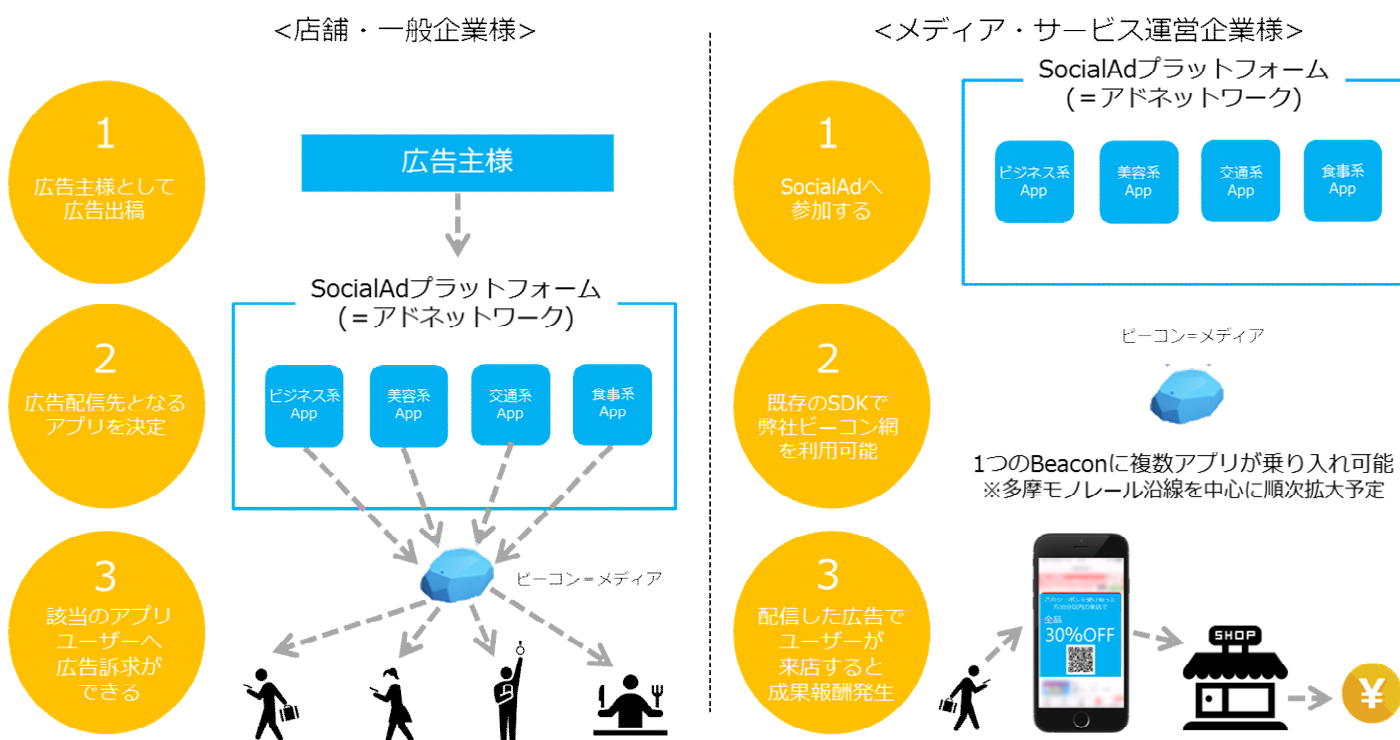 <店舗・一般企業様>
1
広告主様として
広告出稿
広告主様
2
広告配信先となる
アプリを決定
SocialAdプラットフォーム
(=アドネットワーク)
ビジネス系
App
美容系
App
交通系
App
食事系
App
3
該当のアプリ
ユーザーへ
広告訴求が
できる
ビーコン=メディア
<メディア・サービス運営企業様>
1
SocialAdへ
参加する
SocialAdプラットフォーム
(=アドネットワーク)
ビジネス系
App
美容系
App
交通系
App
食事系
App
2
既存のSDKで
弊社ビーコン網
を利用可能
ビーコン=メディア
1つのBeaconに複数アプリが乗り入れ可能
※多摩モノレール沿線を中心に順次拡大予定
3
配信した広告で
ユーザーが
来店すると
成果報酬発生
全品
30%OFF
SHOP
¥